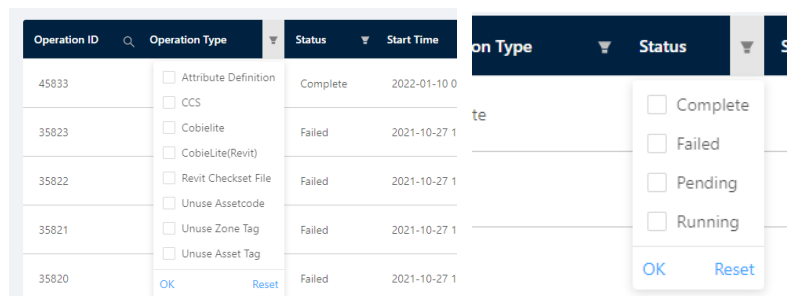 Operation ID Operation Type Status Start Time
45833 Complete 2022-01-10 0
35823 Failed 2021-10-27 1
35822 Failed 2021-10-27 1
35821 Failed 2021-10-27 1
35820 Failed 2021-10-27 1
Attribute Definition
CCS
Cobielite
CobieLite(Revit)
Revit Checkset File
Unuse Assetcode
Unuse Zone Tag
Unuse Asset Tag
OK Reset
on Type Status S
te
Complete
Failed
Pending
Running
OK Reset